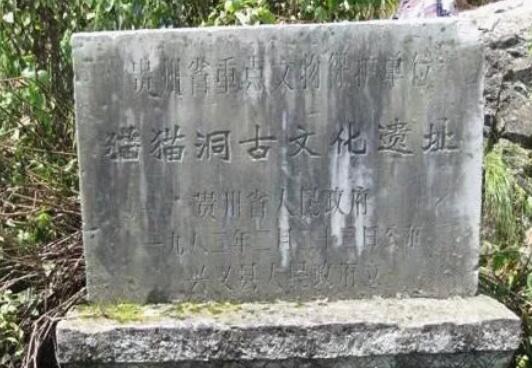 贵州省重点文物保护单位
猫猫洞古文化遗址
贵州省人民政府
一九八二年二月二十三日公布
兴义县人民政府立